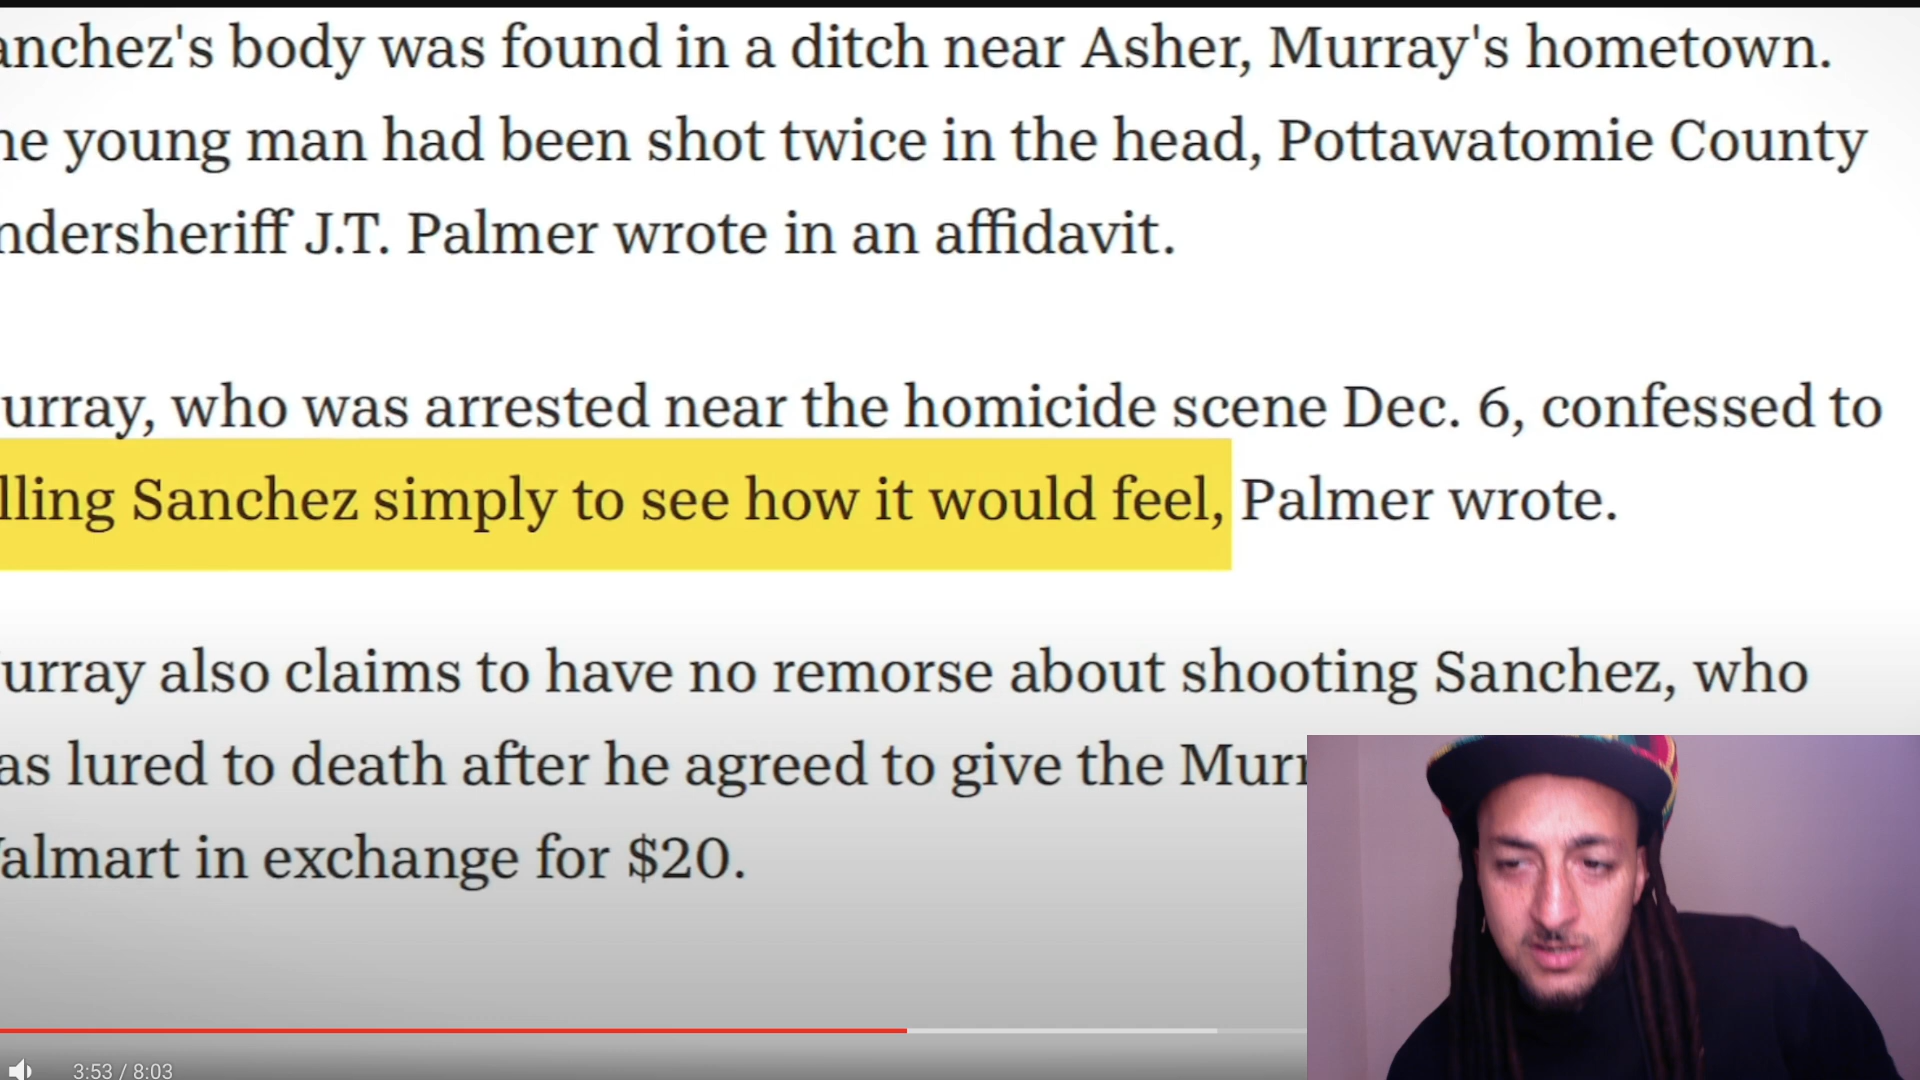 anchez's body was found in a ditch near Asher, Murray's hometown.
he young man had been shot twice in the head, Pottawatomie County
ndersheriff J.T. Palmer wrote in an affidavit.
urray, who was arrested near the homicide scene Dec. 6, confessed to
lling Sanchez simply to see how it would feel, Palmer wrote.
urray also claims to have no remorse about shooting Sanchez, who
as lured to death after he agreed to give the Murr
almart in exchange for $20.
3:53 / 8:03